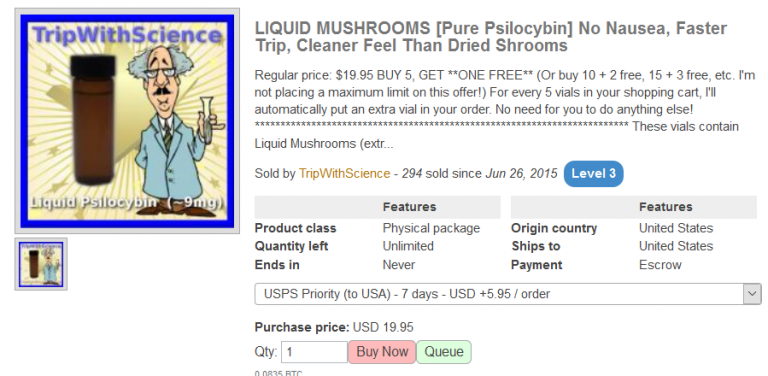 TripWithScience
Liquid Psilocybin (~9mg)
TripWithScience
LIQUID MUSHROOMS [Pure Psilocybin] No Nausea, Faster
Trip, Cleaner Feel Than Dried Shrooms
Regular price: $19.95 BUY 5, GET **ONE FREE** (Or buy 10 + 2 free, 15 + 3 free, etc. I'm
not placing a maximum limit on this offer!) For every 5 vials in your shopping cart, I'll
automatically put an extra vial in your order. No need for you to do anything else!
************************************************************************** These vials contain
Liquid Mushrooms (extr...
Sold by TripWithScience - 294 sold since Jun 26, 2015 Level 3
Features Features
Product class Physical package Origin country United States
Quantity left Unlimited Ships to United States
Ends in Never Payment Escrow
USPS Priority (to USA) - 7 days - USD +5.95 / order
Purchase price: USD 19.95
Qty: 1 Buy Now Queue
0.0835 BTC